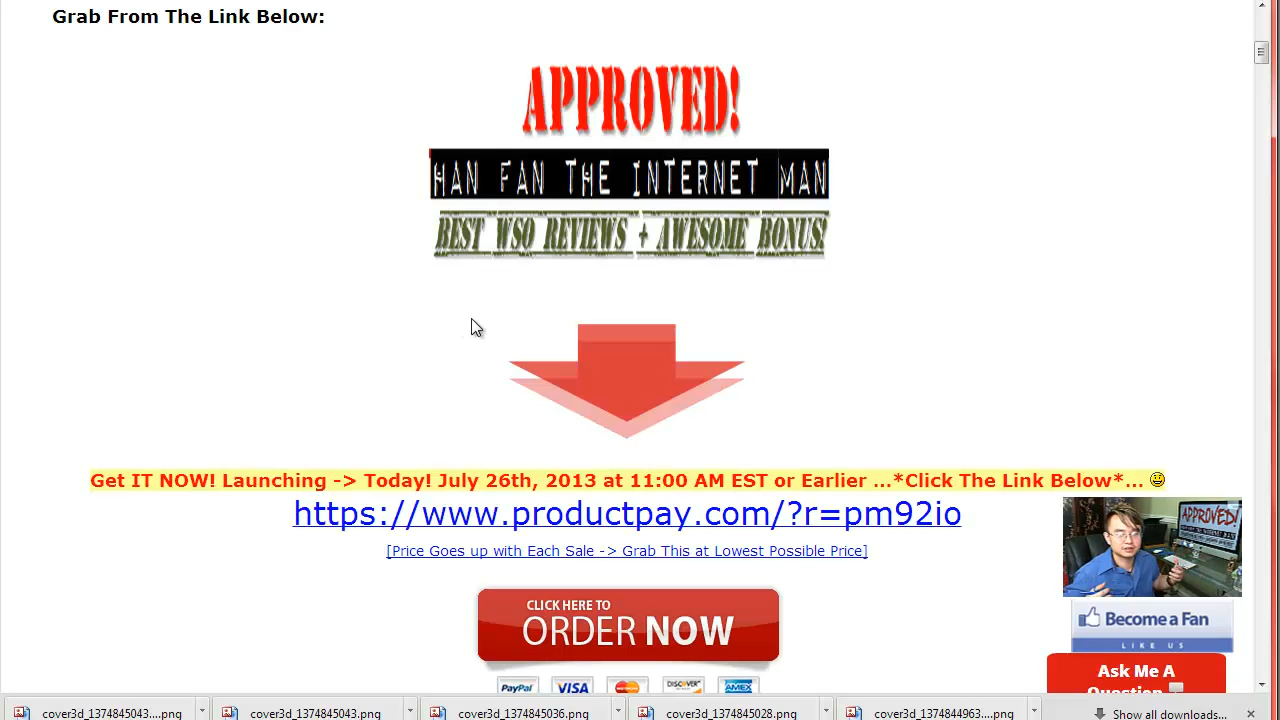 Grab From The Link Below:
APPROVED!
HAN FAN THE INTERNET MAN
BEST WSO REVIEWS + AWESOME BONUS!
Get IT NOW! Launching -> Today! July 26th, 2013 at 11:00 AM EST or Earlier ...*Click The Link Below*...
https://www.productpay.com/?r=pm92io
[Price Goes up with Each Sale -> Grab This at Lowest Possible Price]
APPROVED!
CLICK HERE TO
ORDER NOW
Become a Fan
LIKE US
Ask Me A
Question
PayPal VISA MasterCard DISCOVER AMEX
cover3d_1374845043....png cover3d_1374845043.png cover3d_1374845036.png cover3d_1374845028.png cover3d_1374844963....png Show all downloads...